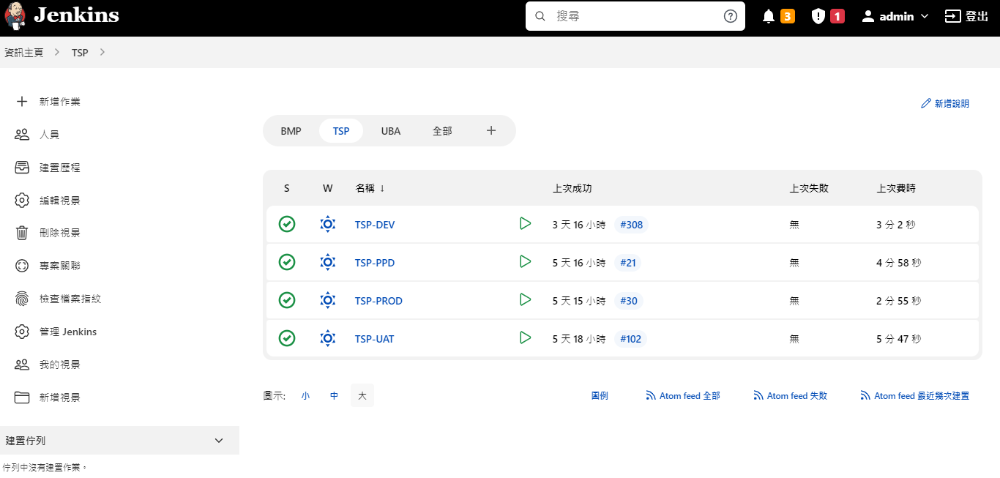 Jenkins 搜尋 3 1 admin 登出
資訊主頁 TSP
新增作業
人員
建置歷程
編輯視景
刪除視景
專案關聯
檢查檔案指紋
管理 Jenkins
我的視景
新增視景
建置佇列
佇列中沒有建置作業。
新增說明
BMP TSP UBA 全部
S W 名稱 ↓ 上次成功 上次失敗 上次費時
TSP-DEV 3 天 16 小時 #308 無 3 分 2 秒
TSP-PPD 5 天 16 小時 #21 無 4 分 58 秒
TSP-PROD 5 天 15 小時 #30 無 2 分 55 秒
TSP-UAT 5 天 18 小時 #102 無 5 分 47 秒
圖示: 小 中 大 圖例 Atom feed 全部 Atom feed 失敗 Atom feed 最近幾次建置